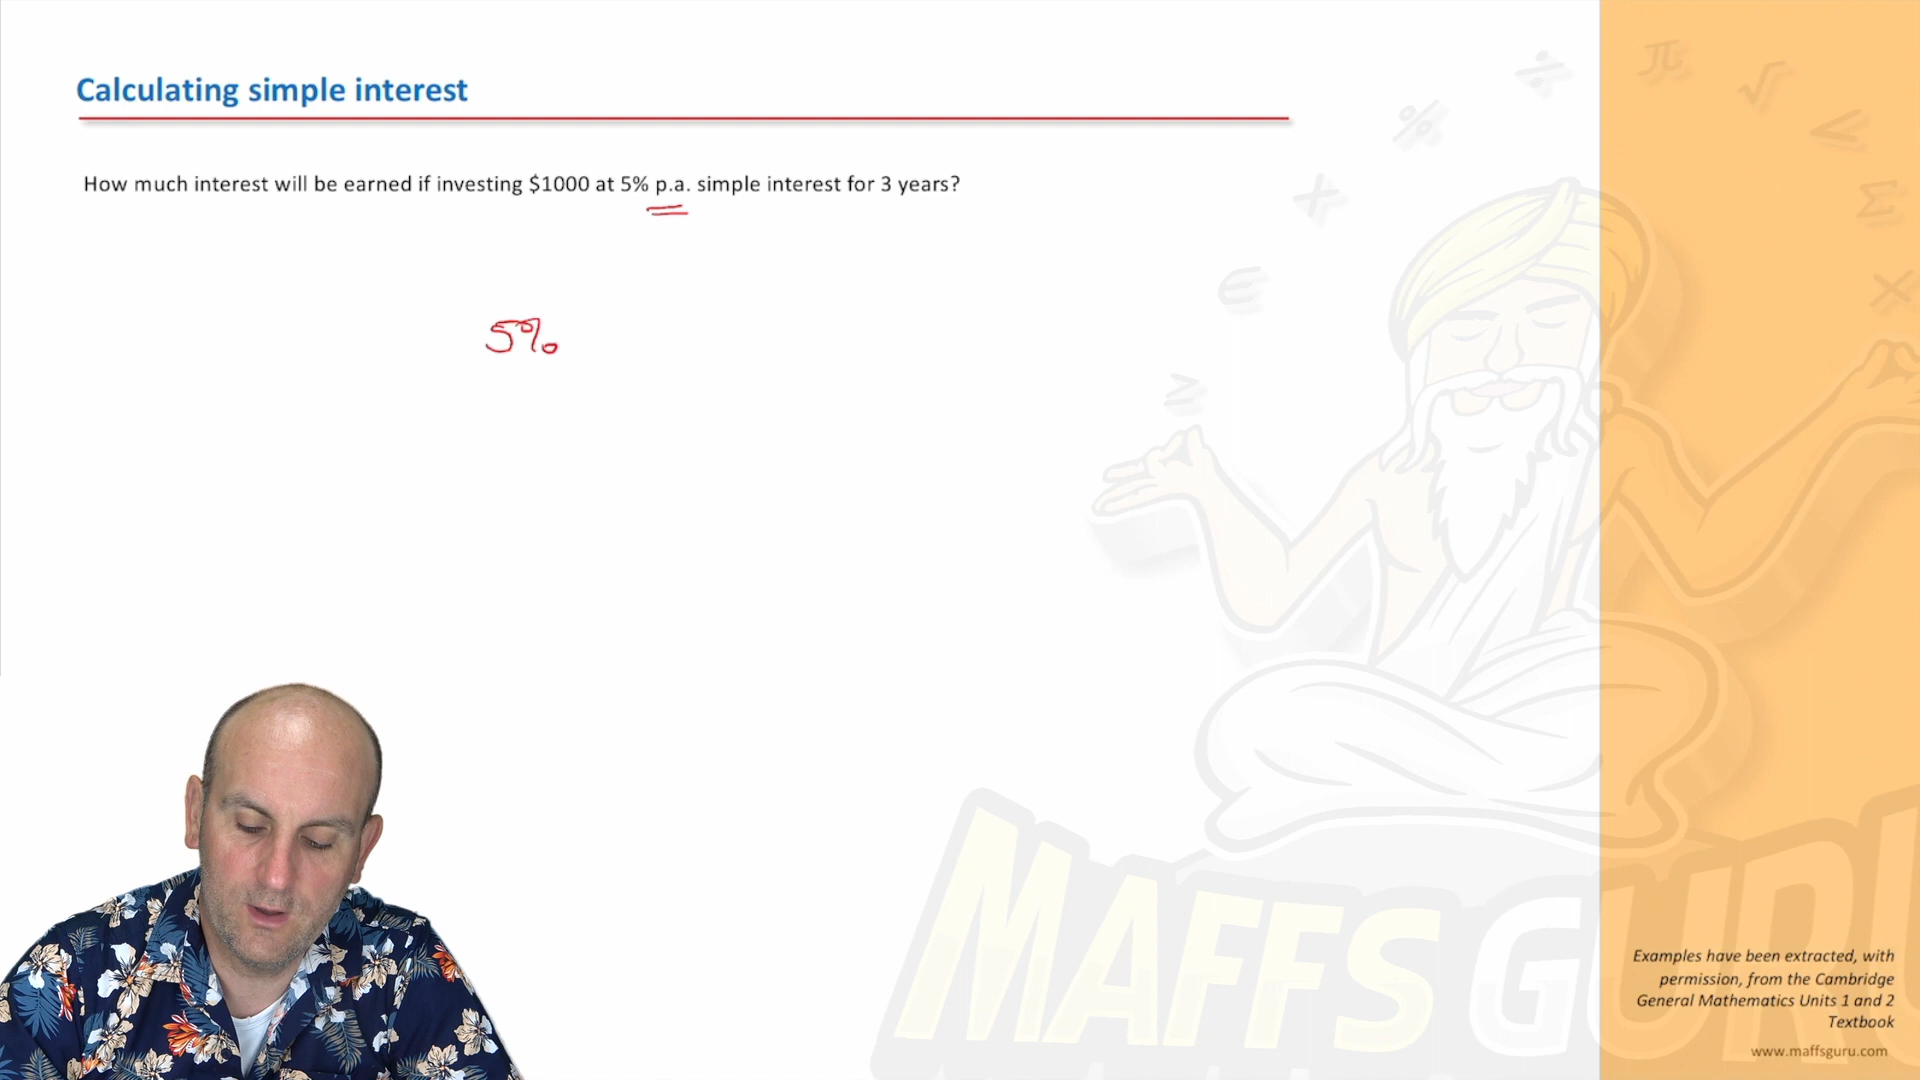 Calculating simple interest
How much interest will be earned if investing $1000 at 5% p.a. simple interest for 3 years?
5%
MAFFS GURU
Examples have been extracted, with
permission, from the Cambridge
General Mathematics Units 1 and 2
Textbook
www.maffsguru.com